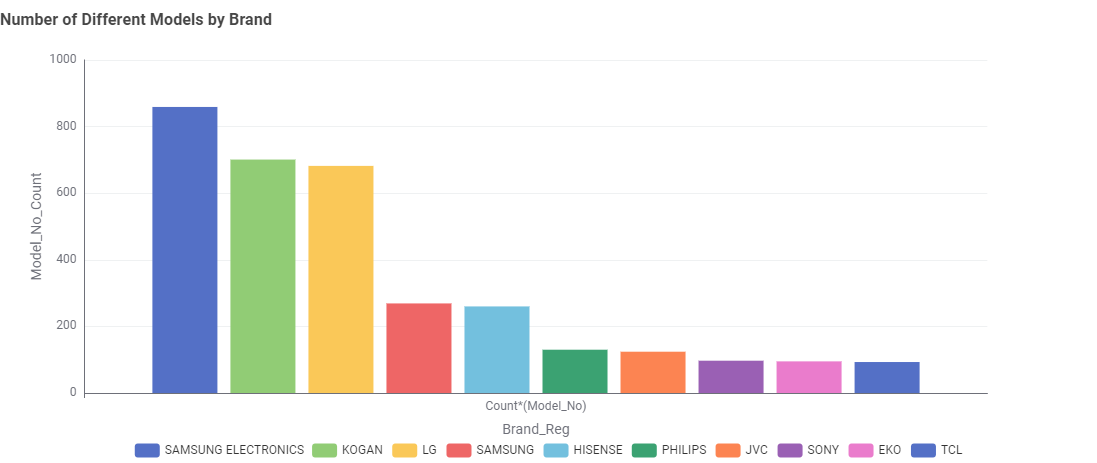 Number of Different Models by Brand
1000
800
600
400
200
0
Model_No_Count
Count*(Model_No)
Brand_Reg
SAMSUNG ELECTRONICS KOGAN LG SAMSUNG HISENSE PHILIPS JVC SONY EKO TCL